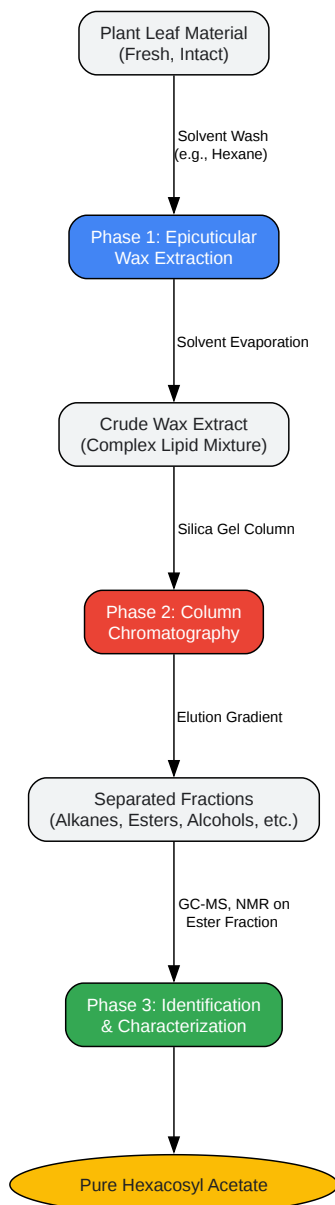 Plant Leaf Material
(Fresh, Intact)
Solvent Wash
(e.g., Hexane)
Phase 1: Epicuticular
Wax Extraction
Solvent Evaporation
Crude Wax Extract
(Complex Lipid Mixture)
Silica Gel Column
Phase 2: Column
Chromatography
Elution Gradient
Separated Fractions
(Alkanes, Esters, Alcohols, etc.)
GC-MS, NMR on
Ester Fraction
Phase 3: Identification
& Characterization
Pure Hexacosyl Acetate